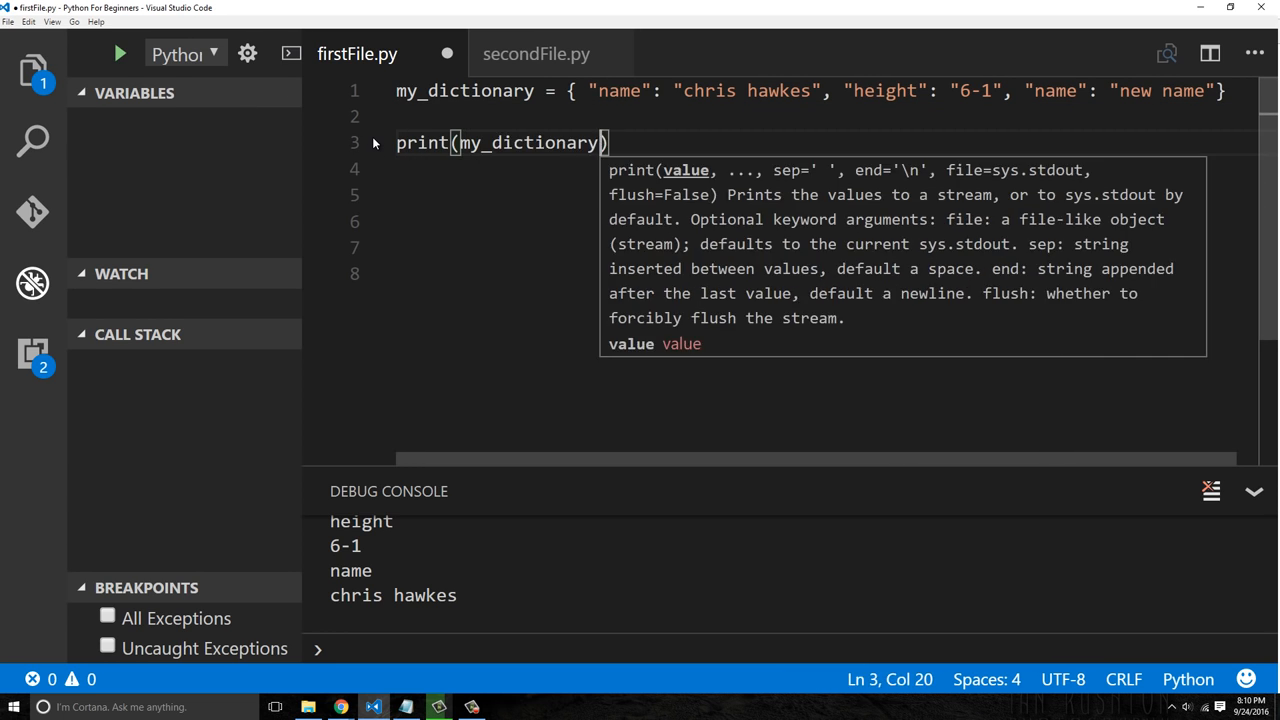 ● firstFile.py - Python For Beginners - Visual Studio Code
File Edit View Go Help
firstFile.py
secondFile.py
1
VARIABLES
1 my_dictionary = { "name": "chris hawkes", "height": "6-1", "name": "new name"}
2
3 print(my_dictionary)
4
5
6
7
8
print(value, ..., sep=' ', end='\n', file=sys.stdout,
flush=False) Prints the values to a stream, or to sys.stdout by
default. Optional keyword arguments: file: a file-like object
(stream); defaults to the current sys.stdout. sep: string
inserted between values, default a space. end: string appended
after the last value, default a newline. flush: whether to
forcibly flush the stream.
value value
WATCH
CALL STACK
2
DEBUG CONSOLE
height
6-1
name
chris hawkes
BREAKPOINTS
All Exceptions
Uncaught Exceptions
0 0
Ln 3, Col 20 Spaces: 4 UTF-8 CRLF Python
I'm Cortana. Ask me anything.
8:10 PM
9/24/2016